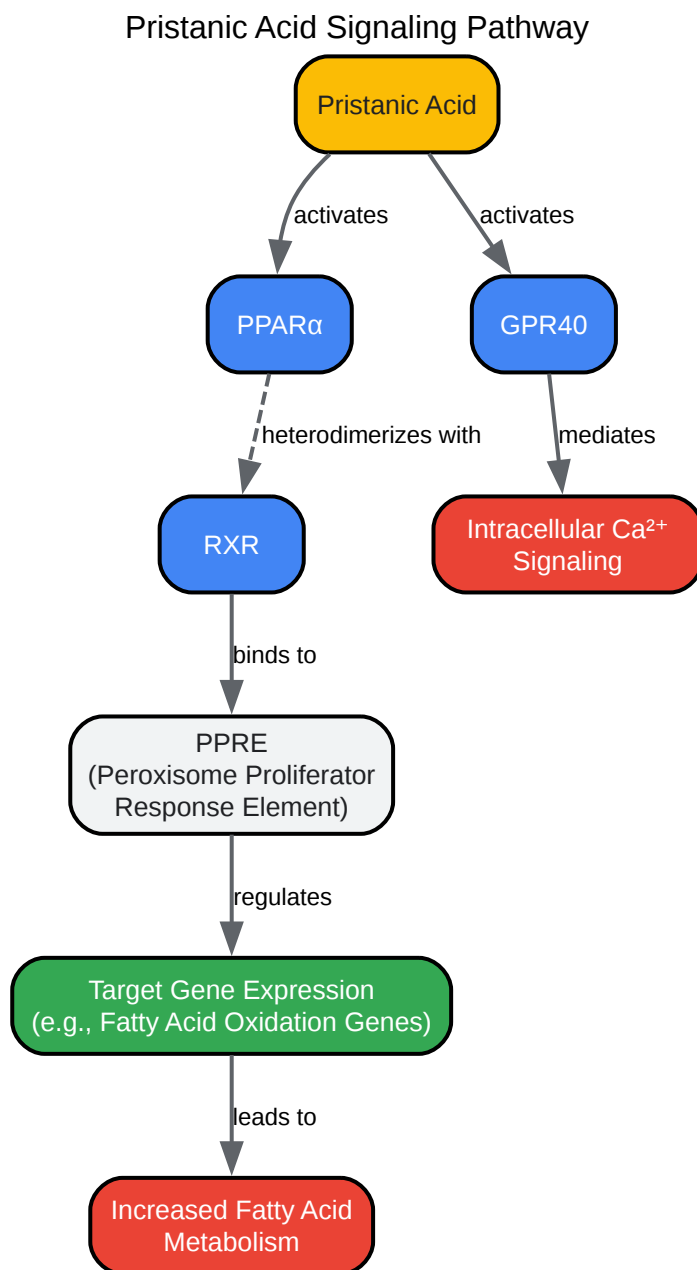 Pristanic Acid Signaling Pathway
Pristanic Acid
activates
activates
PPARα
GPR40
heterodimerizes with
mediates
RXR
Intracellular Ca²⁺
Signaling
binds to
PPRE
(Peroxisome Proliferator
Response Element)
regulates
Target Gene Expression
(e.g., Fatty Acid Oxidation Genes)
leads to
Increased Fatty Acid
Metabolism